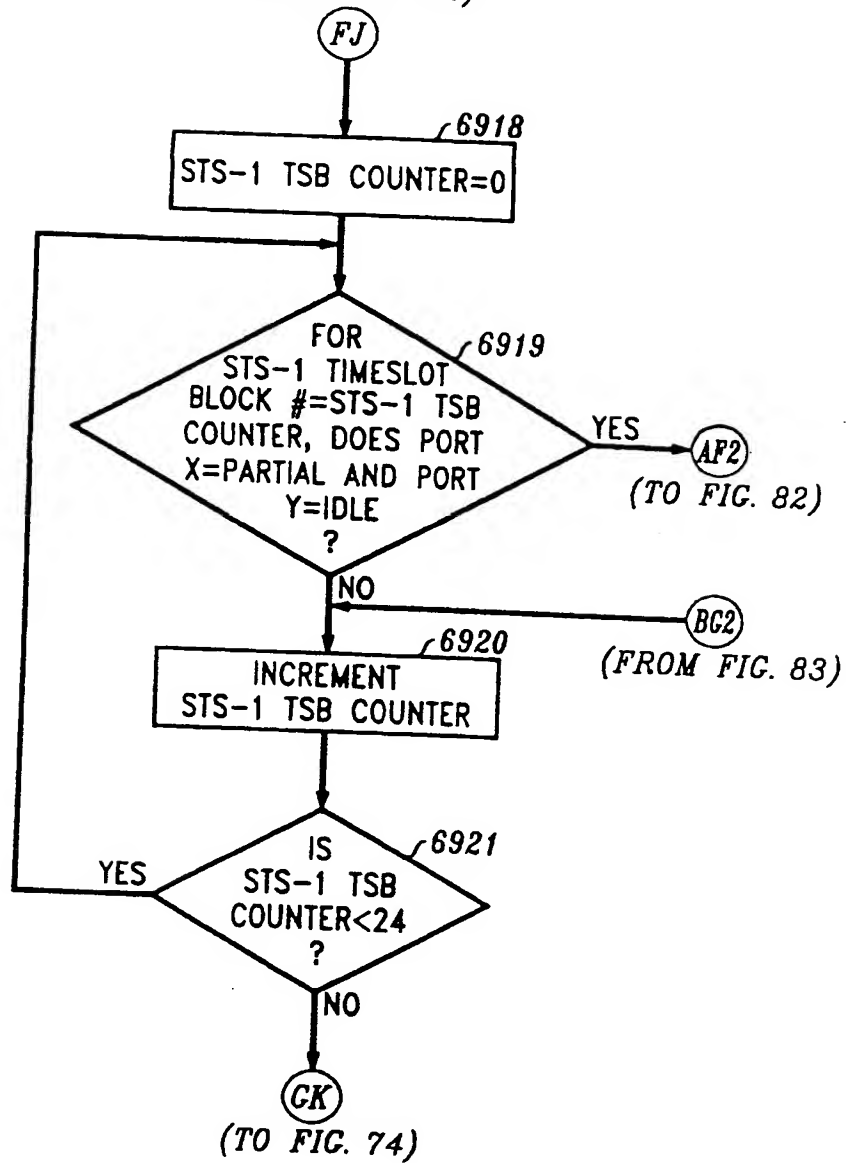 FJ
6918
STS-1 TSB COUNTER=0
FOR
STS-1 TIMESLOT
BLOCK #=STS-1 TSB
COUNTER, DOES PORT
X=PARTIAL AND PORT
Y=IDLE
?
6919
YES
AF2
(TO FIG. 82)
NO
BG2
(FROM FIG. 83)
6920
INCREMENT
STS-1 TSB COUNTER
6921
IS
STS-1 TSB
COUNTER<24
?
YES
NO
GK
(TO FIG. 74)